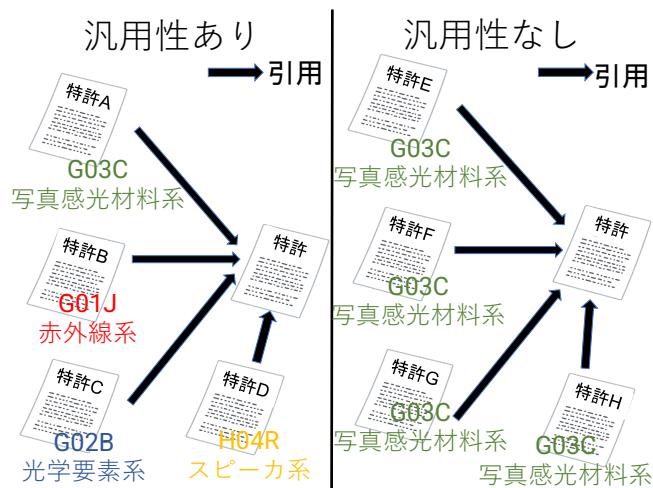 汎用性あり
引用
特許A
G03C
写真感光材料系
特許B
G01J
赤外線系
特許
特許C
G02B
光学要素系
特許D
H04R
スピーカ系
汎用性なし
引用
特許E
G03C
写真感光材料系
特許F
G03C
写真感光材料系
特許
特許G
G03C
写真感光材料系
特許H
G03C
写真感光材料系